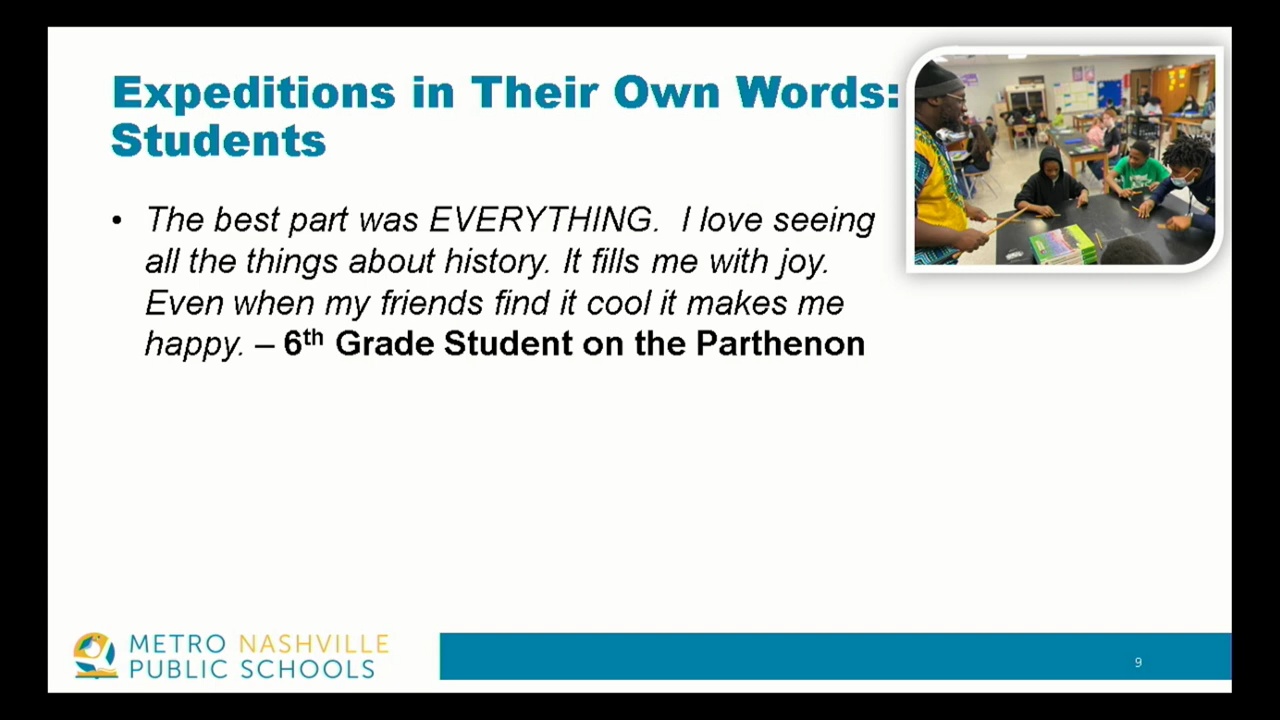 Expeditions in Their Own Words:
Students
• The best part was EVERYTHING.  I love seeing
all the things about history. It fills me with joy.
Even when my friends find it cool it makes me
happy. – 6th Grade Student on the Parthenon
METRO NASHVILLE
PUBLIC SCHOOLS
9